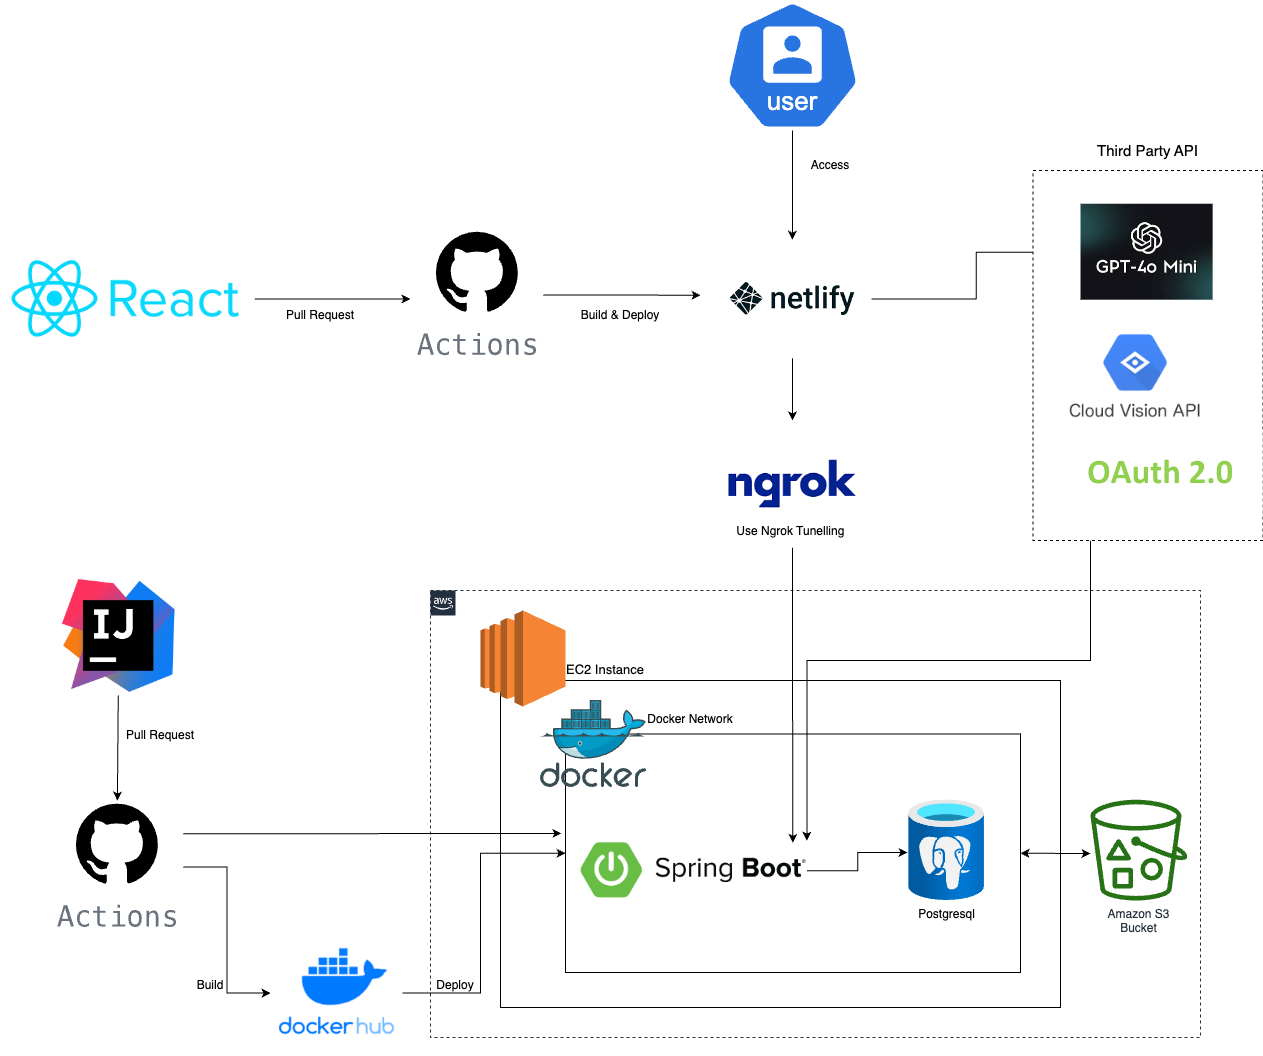 user
Access
Third Party API
GPT-4o Mini
React
Pull Request
Actions
Build & Deploy
netlify
Cloud Vision API
OAuth 2.0
ngrok
Use Ngrok Tunelling
IJ
aws
EC2 Instance
Pull Request
Docker Network
docker
Actions
Spring Boot
Postgresql
Amazon S3
Bucket
Build
Deploy
dockerhub